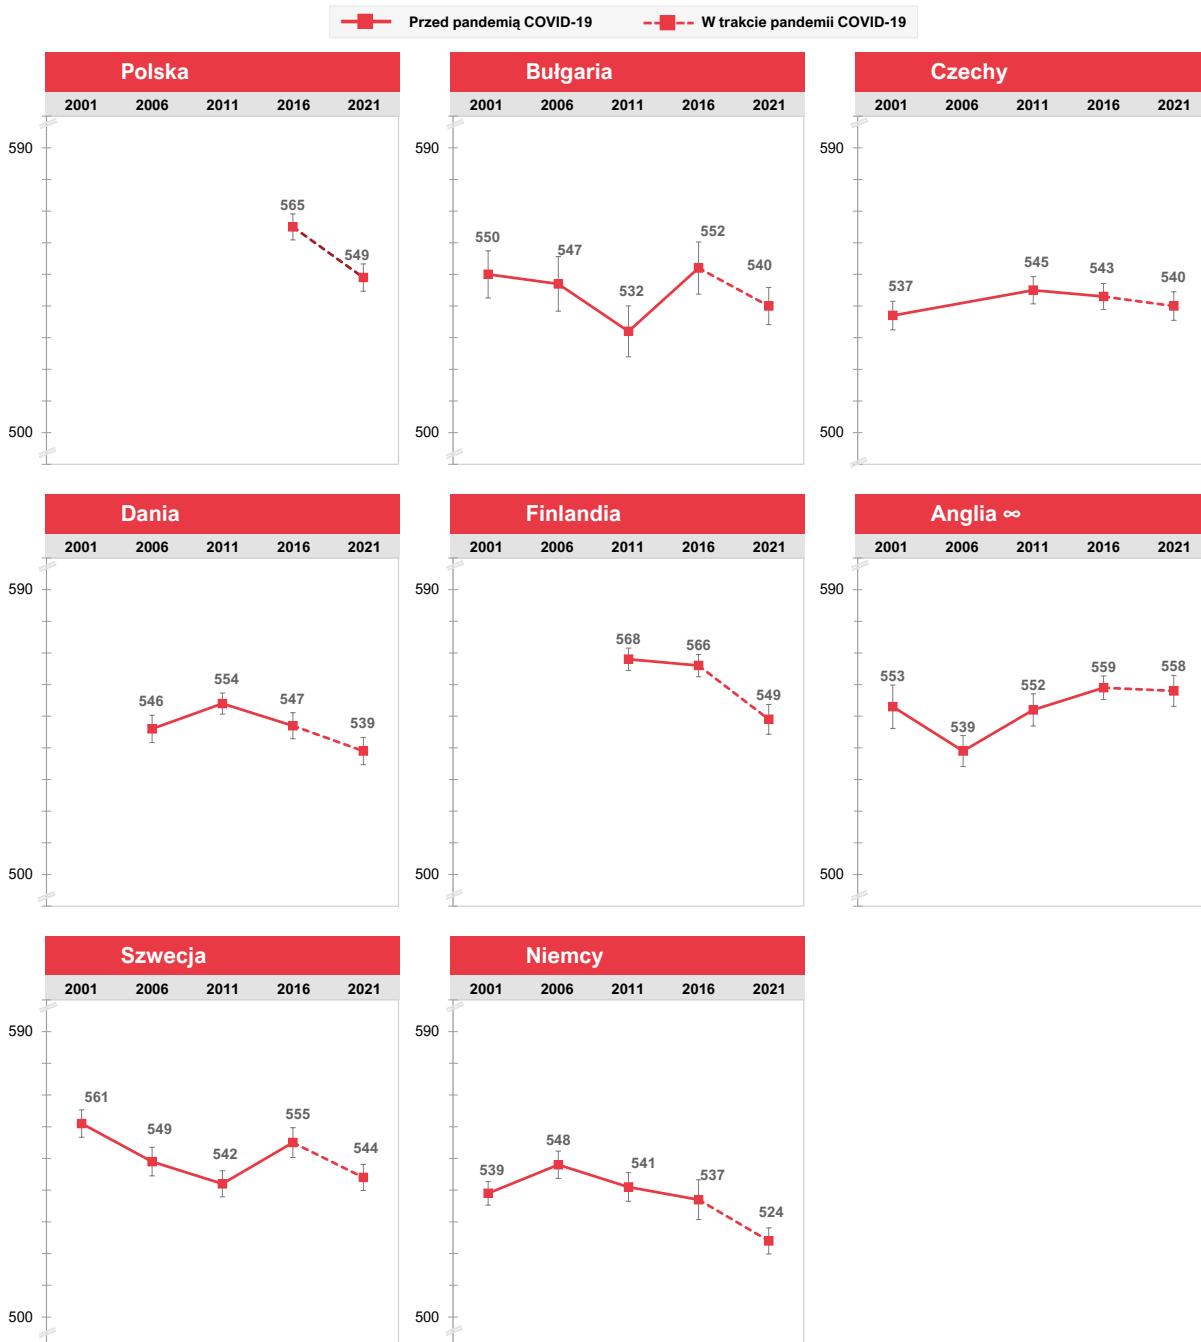 Przed pandemią COVID-19 W trakcie pandemii COVID-19
Polska
2001 2006 2011 2016 2021
590
565
549
500
Bułgaria
2001 2006 2011 2016 2021
590
550 547 532 552 540
500
Czechy
2001 2006 2011 2016 2021
590
537 545 543 540
500
Dania
2001 2006 2011 2016 2021
590
546 554 547 539
500
Finlandia
2001 2006 2011 2016 2021
590
568 566 549
500
Anglia ∞
2001 2006 2011 2016 2021
590
553 539 552 559 558
500
Szwecja
2001 2006 2011 2016 2021
590
561 549 542 555 544
500
Niemcy
2001 2006 2011 2016 2021
590
539 548 541 537 524
500